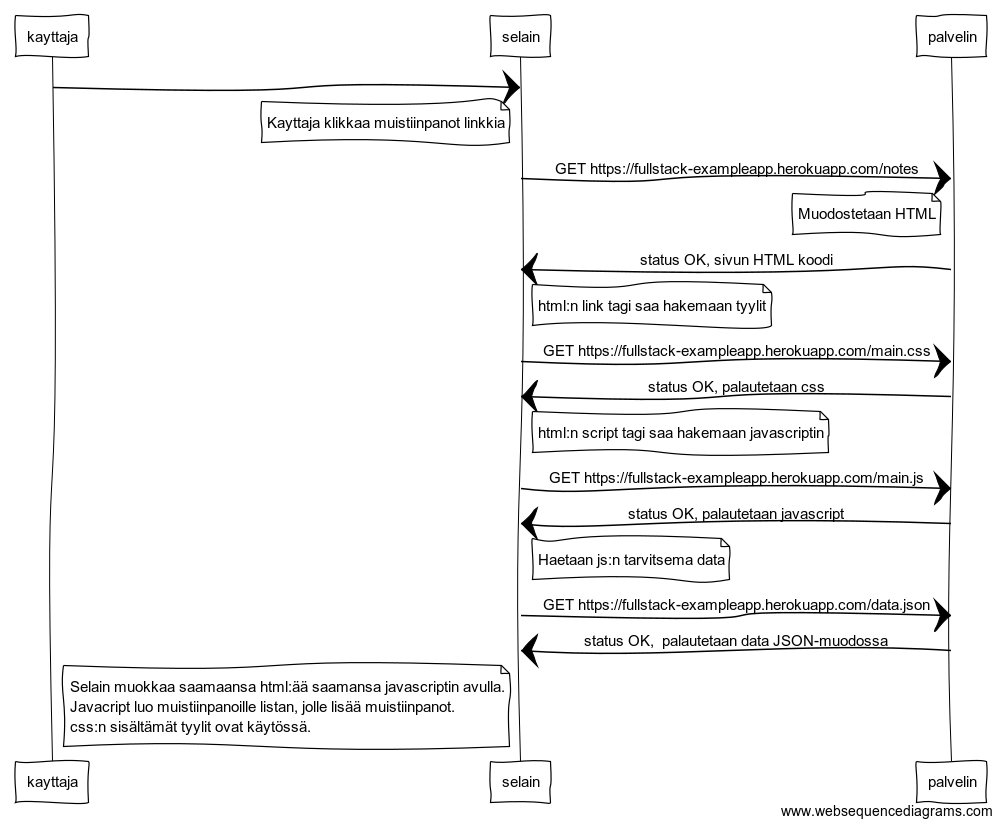 kayttaja
selain
palvelin
Kayttaja klikkaa muistiinpanot linkkia
GET https://fullstack-exampleapp.herokuapp.com/notes
Muodostetaan HTML
status OK, sivun HTML koodi
html:n link tagi saa hakemaan tyylit
GET https://fullstack-exampleapp.herokuapp.com/main.css
status OK, palautetaan css
html:n script tagi saa hakemaan javascriptin
GET https://fullstack-exampleapp.herokuapp.com/main.js
status OK, palautetaan javascript
Haetaan js:n tarvitsema data
GET https://fullstack-exampleapp.herokuapp.com/data.json
status OK,  palautetaan data JSON-muodossa
Selain muokkaa saamaansa html:ää saamansa javascriptin avulla.
Javacript luo muistiinpanoille listan, jolle lisää muistiinpanot.
css:n sisältämät tyylit ovat käytössä.
kayttaja
selain
palvelin
www.websequencediagrams.com